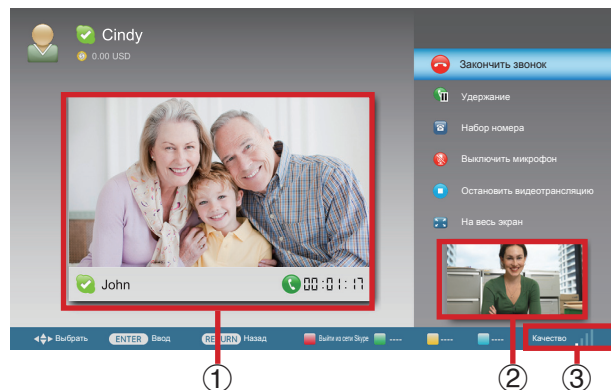 Cindy
0.00 USD
Закончить звонок
Удержание
Набор номера
Выключить микрофон
Остановить видеотрансляцию
На весь экран
John 00:01:17
Выбрать ENTER Ввод RETURN Назад Выйти из сети Skype ---- ---- ---- Качество
1 2 3